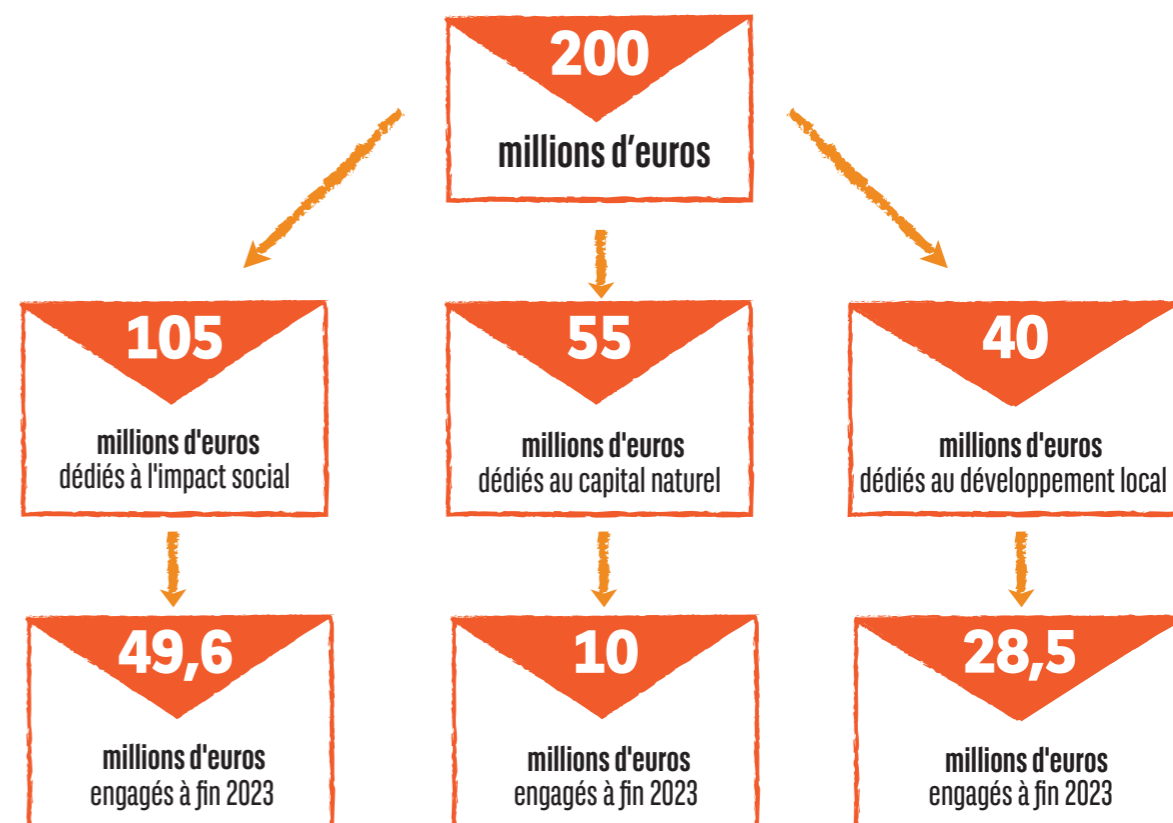 200
millions d’euros
105
millions d'euros
dédiés à l'impact social
55
millions d'euros
dédiés au capital naturel
40
millions d'euros
dédiés au développement local
49,6
millions d'euros
engagés à fin 2023
10
millions d'euros
engagés à fin 2023
28,5
millions d'euros
engagés à fin 2023